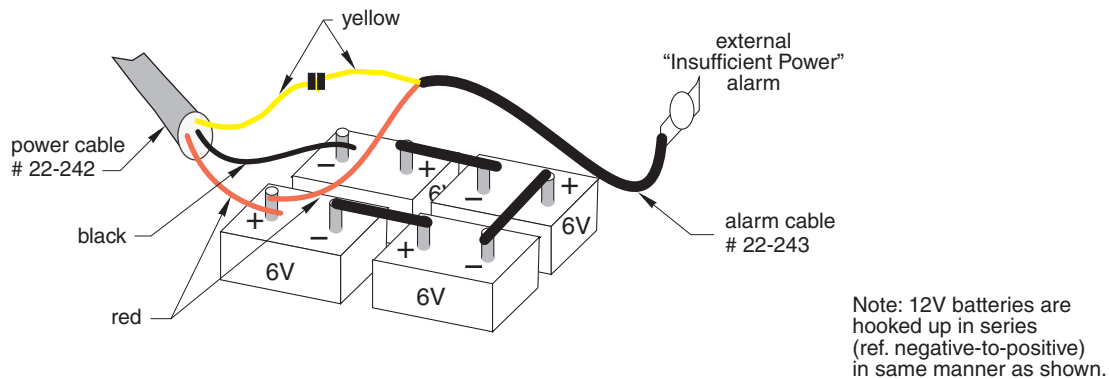 yellow
external
“Insufficient Power”
alarm
power cable
# 22-242
–
+
6V
–
+
black
+
–
6V
+
–
6V
alarm cable
# 22-243
6V
red
Note: 12V batteries are
hooked up in series
(ref. negative-to-positive)
in same manner as shown.